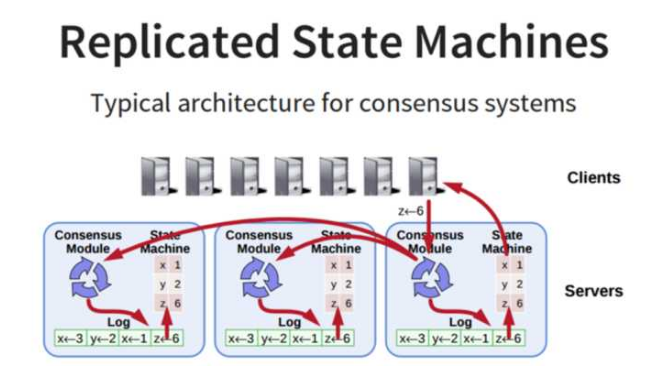 Replicated State Machines
Typical architecture for consensus systems
Clients
z←6
Consensus Module
State Machine
x 1
y 2
z 6
Log
x←3 y←2 x←1 z←6
Consensus Module
State Machine
x 1
y 2
z 6
Log
x←3 y←2 x←1 z←6
Consensus Module
State Machine
x 1
y 2
z 6
Log
x←3 y←2 x←1 z←6
Servers